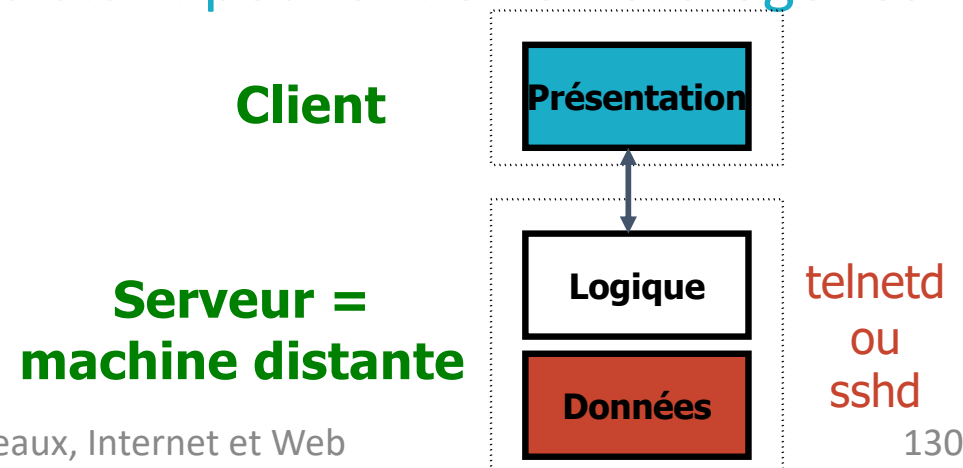 Client
Présentation
Serveur =
machine distante
Logique
Données
telnetd
ou
sshd
eaux, Internet et Web
130